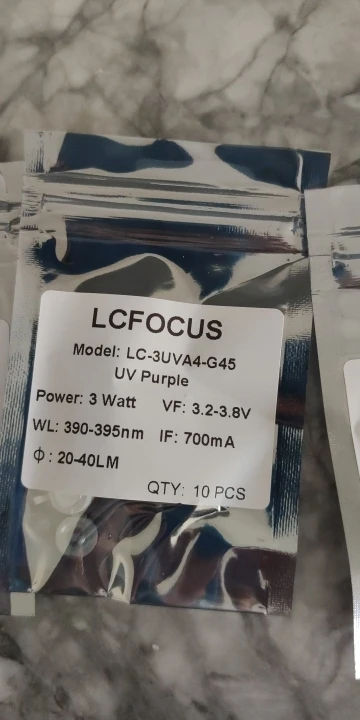 LCFOCUS
Model: LC-3UVA4-G45
UV Purple
Power: 3 Watt VF: 3.2-3.8V
WL: 390-395nm IF: 700mA
Φ: 20-40LM
QTY: 10 PCS